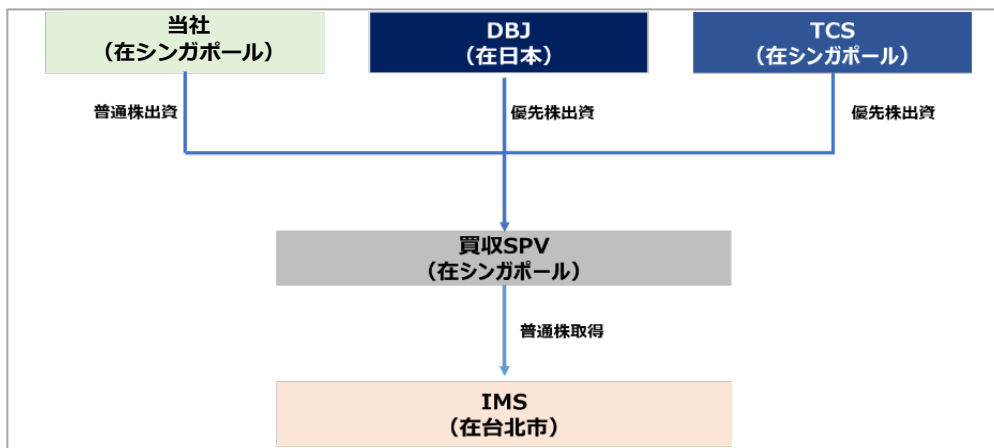 当社
（在シンガポール）
DBJ
（在日本）
TCS
（在シンガポール）
普通株出資
優先株出資
優先株出資
買収SPV
（在シンガポール）
普通株取得
IMS
（在台北市）